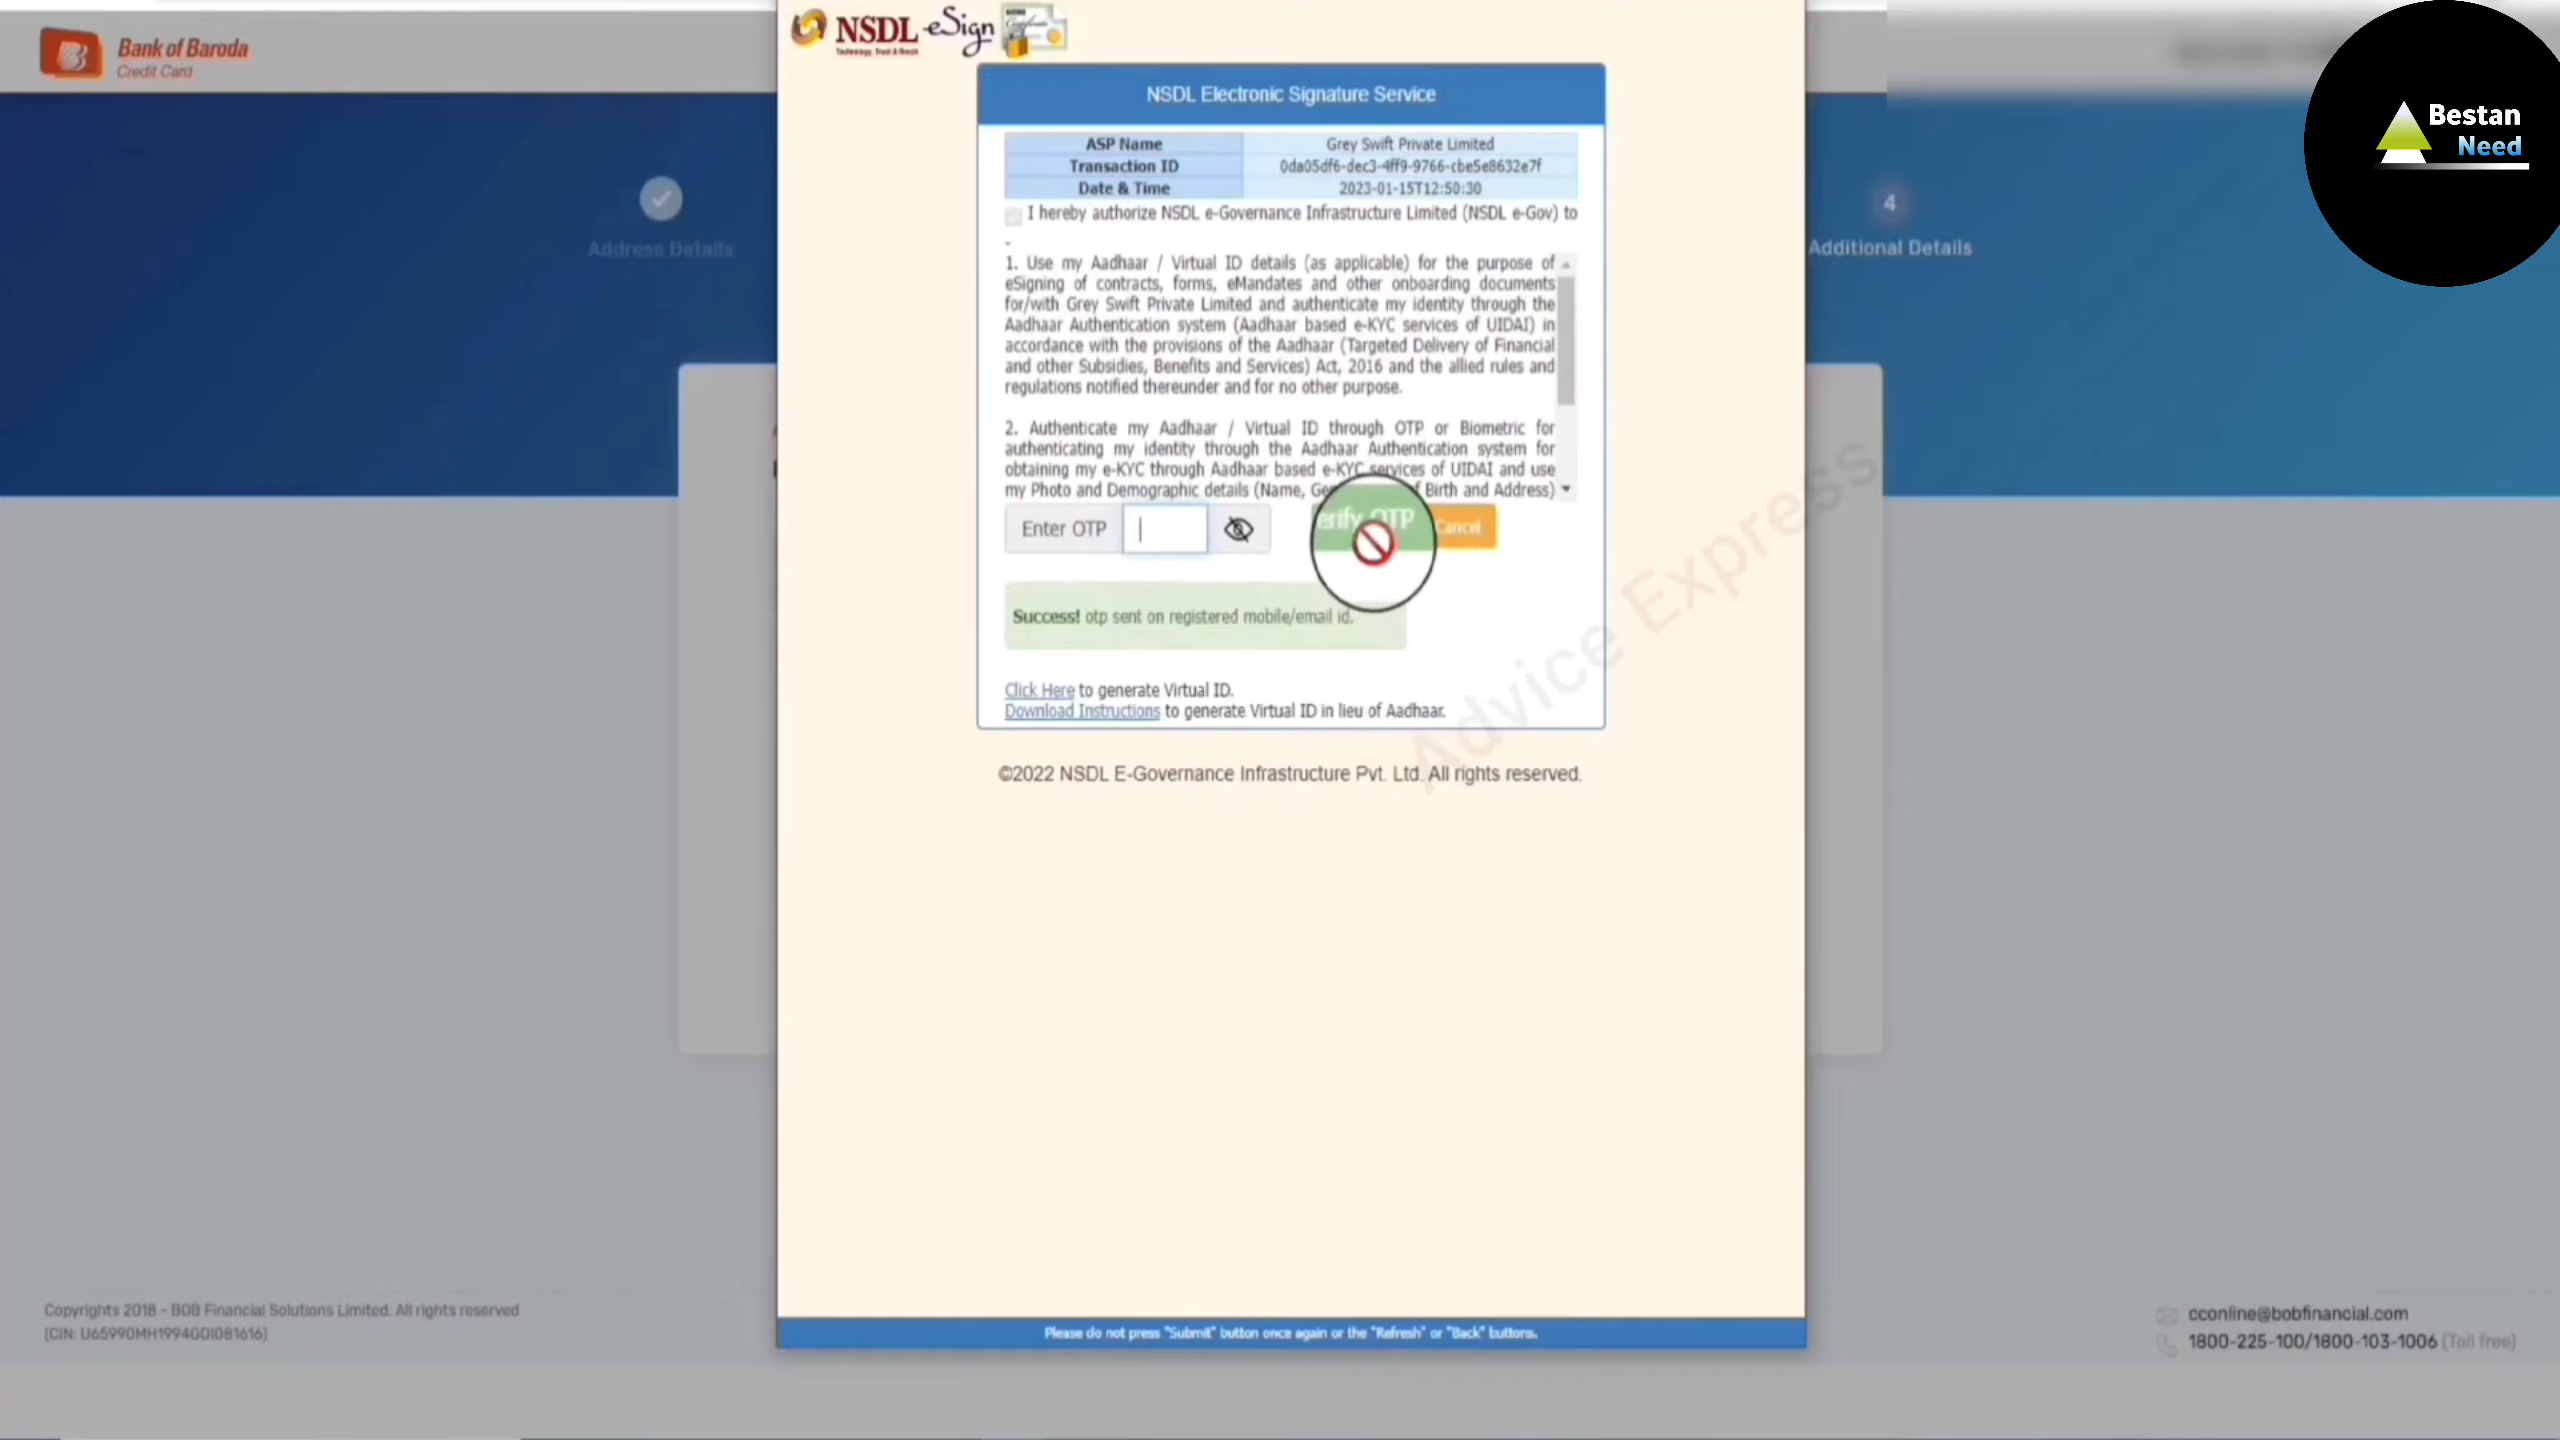 Bank of Baroda
Credit Card
NSDL eSign
Technology, Trust & Reach
Bestan
Need
NSDL Electronic Signature Service
ASP Name Grey Swift Private Limited
Transaction ID 0da05df6-dec3-4ff9-9766-cbe5e8632e7f
Date & Time 2023-01-15T12:50:30
I hereby authorize NSDL e-Governance Infrastructure Limited (NSDL e-Gov) to
-
Address Details
4
Additional Details
1. Use my Aadhaar / Virtual ID details (as applicable) for the purpose of
eSigning of contracts, forms, eMandates and other onboarding documents
for/with Grey Swift Private Limited and authenticate my identity through the
Aadhaar Authentication system (Aadhaar based e-KYC services of UIDAI) in
accordance with the provisions of the Aadhaar (Targeted Delivery of Financial
and other Subsidies, Benefits and Services) Act, 2016 and the allied rules and
regulations notified thereunder and for no other purpose.
2. Authenticate my Aadhaar / Virtual ID through OTP or Biometric for
authenticating my identity through the Aadhaar Authentication system for
obtaining my e-KYC through Aadhaar based e-KYC services of UIDAI and use
my Photo and Demographic details (Name, Ge f Birth and Address)
Enter OTP erify OTP Cancel
Success! otp sent on registered mobile/email id.
Click Here to generate Virtual ID.
Download Instructions to generate Virtual ID in lieu of Aadhaar.
Advice Express
©2022 NSDL E-Governance Infrastructure Pvt. Ltd. All rights reserved.
Please do not press "Submit" button once again or the "Refresh" or "Back" buttons.
Copyrights 2018 - BOB Financial Solutions Limited. All rights reserved
(CIN: U65990MH1994GOI081616)
cconline@bobfinancial.com
1800-225-100/1800-103-1006 (Toll free)